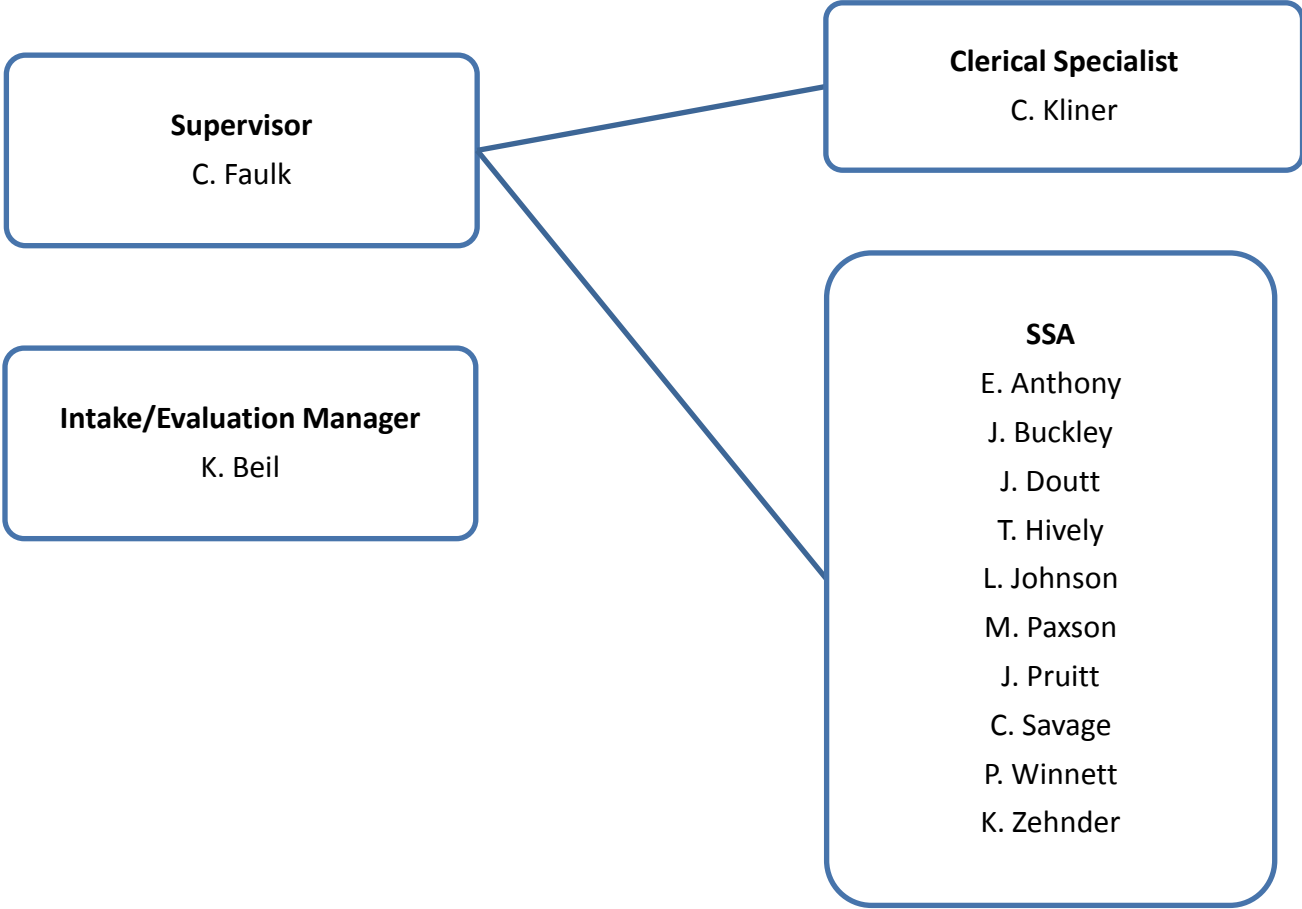 Supervisor
C. Faulk
Clerical Specialist
C. Kliner
Intake/Evaluation Manager
K. Beil
SSA
E. Anthony
J. Buckley
J. Doutt
T. Hively
L. Johnson
M. Paxson
J. Pruitt
C. Savage
P. Winnett
K. Zehnder